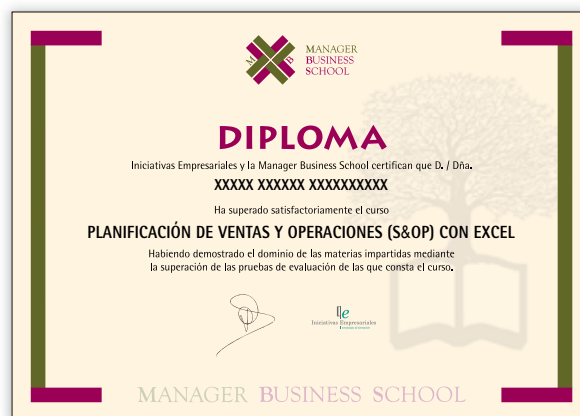 M B
MANAGER
BUSINESS
SCHOOL
DIPLOMA
Iniciativas Empresariales y la Manager Business School certifican que D. / Dña.
XXXXX XXXXXX XXXXXXXXXX
Ha superado satisfactoriamente el curso
PLANIFICACIÓN DE VENTAS Y OPERACIONES (S&OP) CON EXCEL
Habiendo demostrado el dominio de las materias impartidas mediante
la superación de las pruebas de evaluación de las que consta el curso.
Iniciativas Empresariales
MANAGER BUSINESS SCHOOL